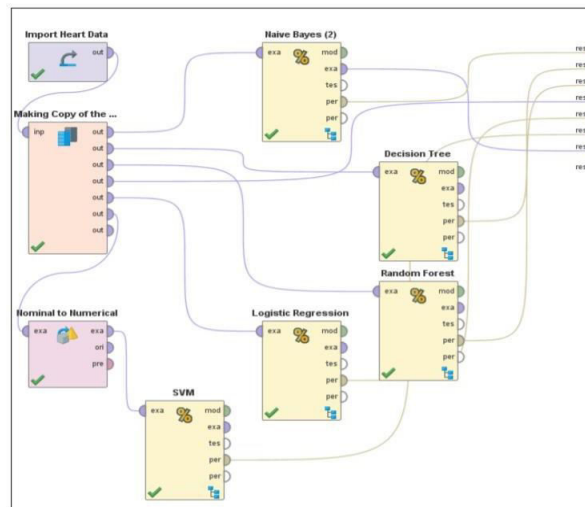 Import Heart Data
out
Making Copy of the ...
inp
out
out
out
out
out
out
out
Nominal to Numerical
exa
exa
ori
pre
SVM
exa
mod
exa
tes
per
per
Naive Bayes (2)
exa
mod
exa
tes
per
per
Logistic Regression
exa
mod
exa
tes
per
per
Decision Tree
exa
mod
exa
tes
per
per
Random Forest
exa
mod
exa
tes
per
per
res
res
res
res
res
res
res
res